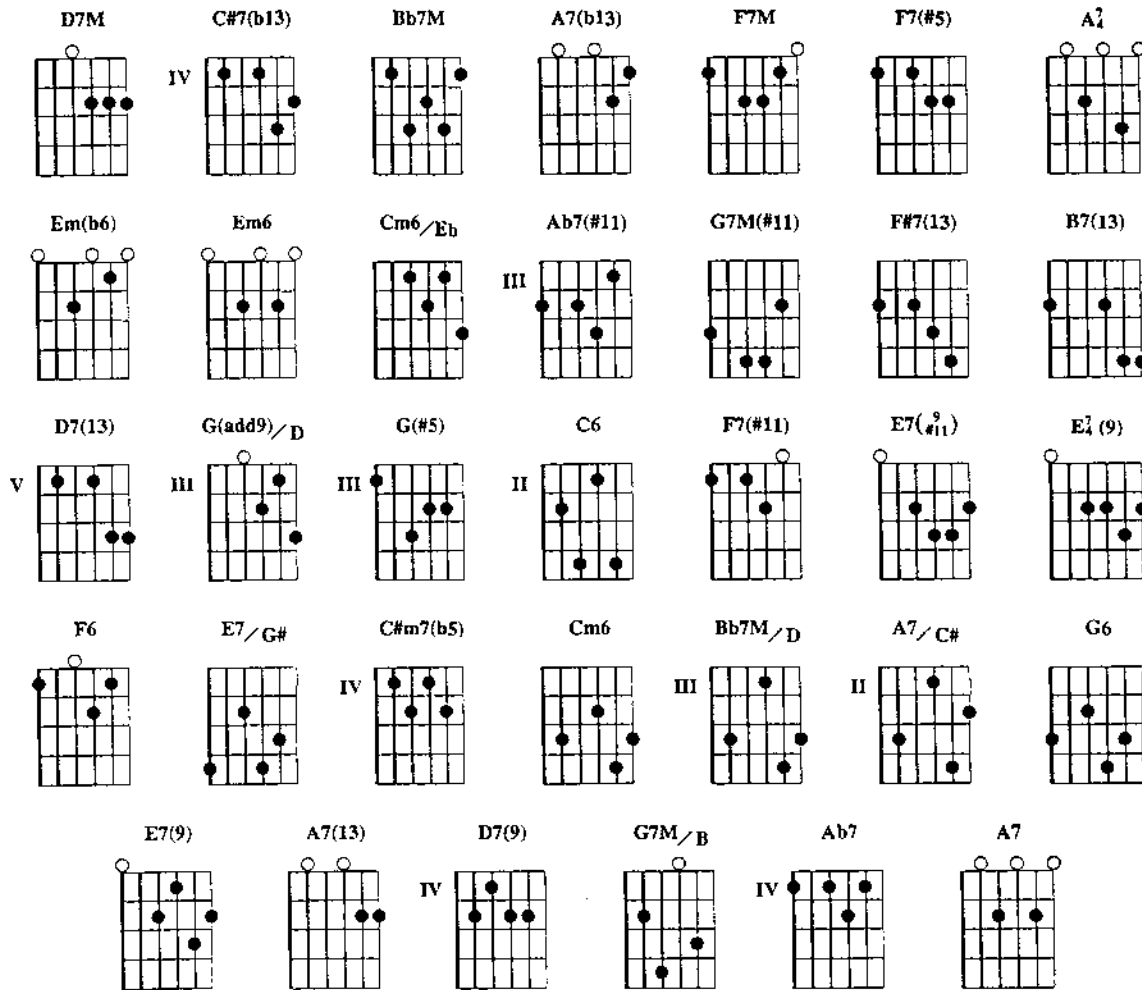 D7M C#7(b13) Bb7M A7(b13) F7M F7(#5) A7/4
IV
Em(b6) Em6 Cm6/Eb Ab7(#11) G7M(#11) F#7(13) B7(13)
III
D7(13) G(add9)/D G(#5) C6 F7(#11) E7(9/#11) E7/4(9)
V III III II
F6 E7/G# C#m7(b5) Cm6 Bb7M/D A7/C# G6
IV III II
E7(9) A7(13) D7(9) G7M/B Ab7 A7
IV IV